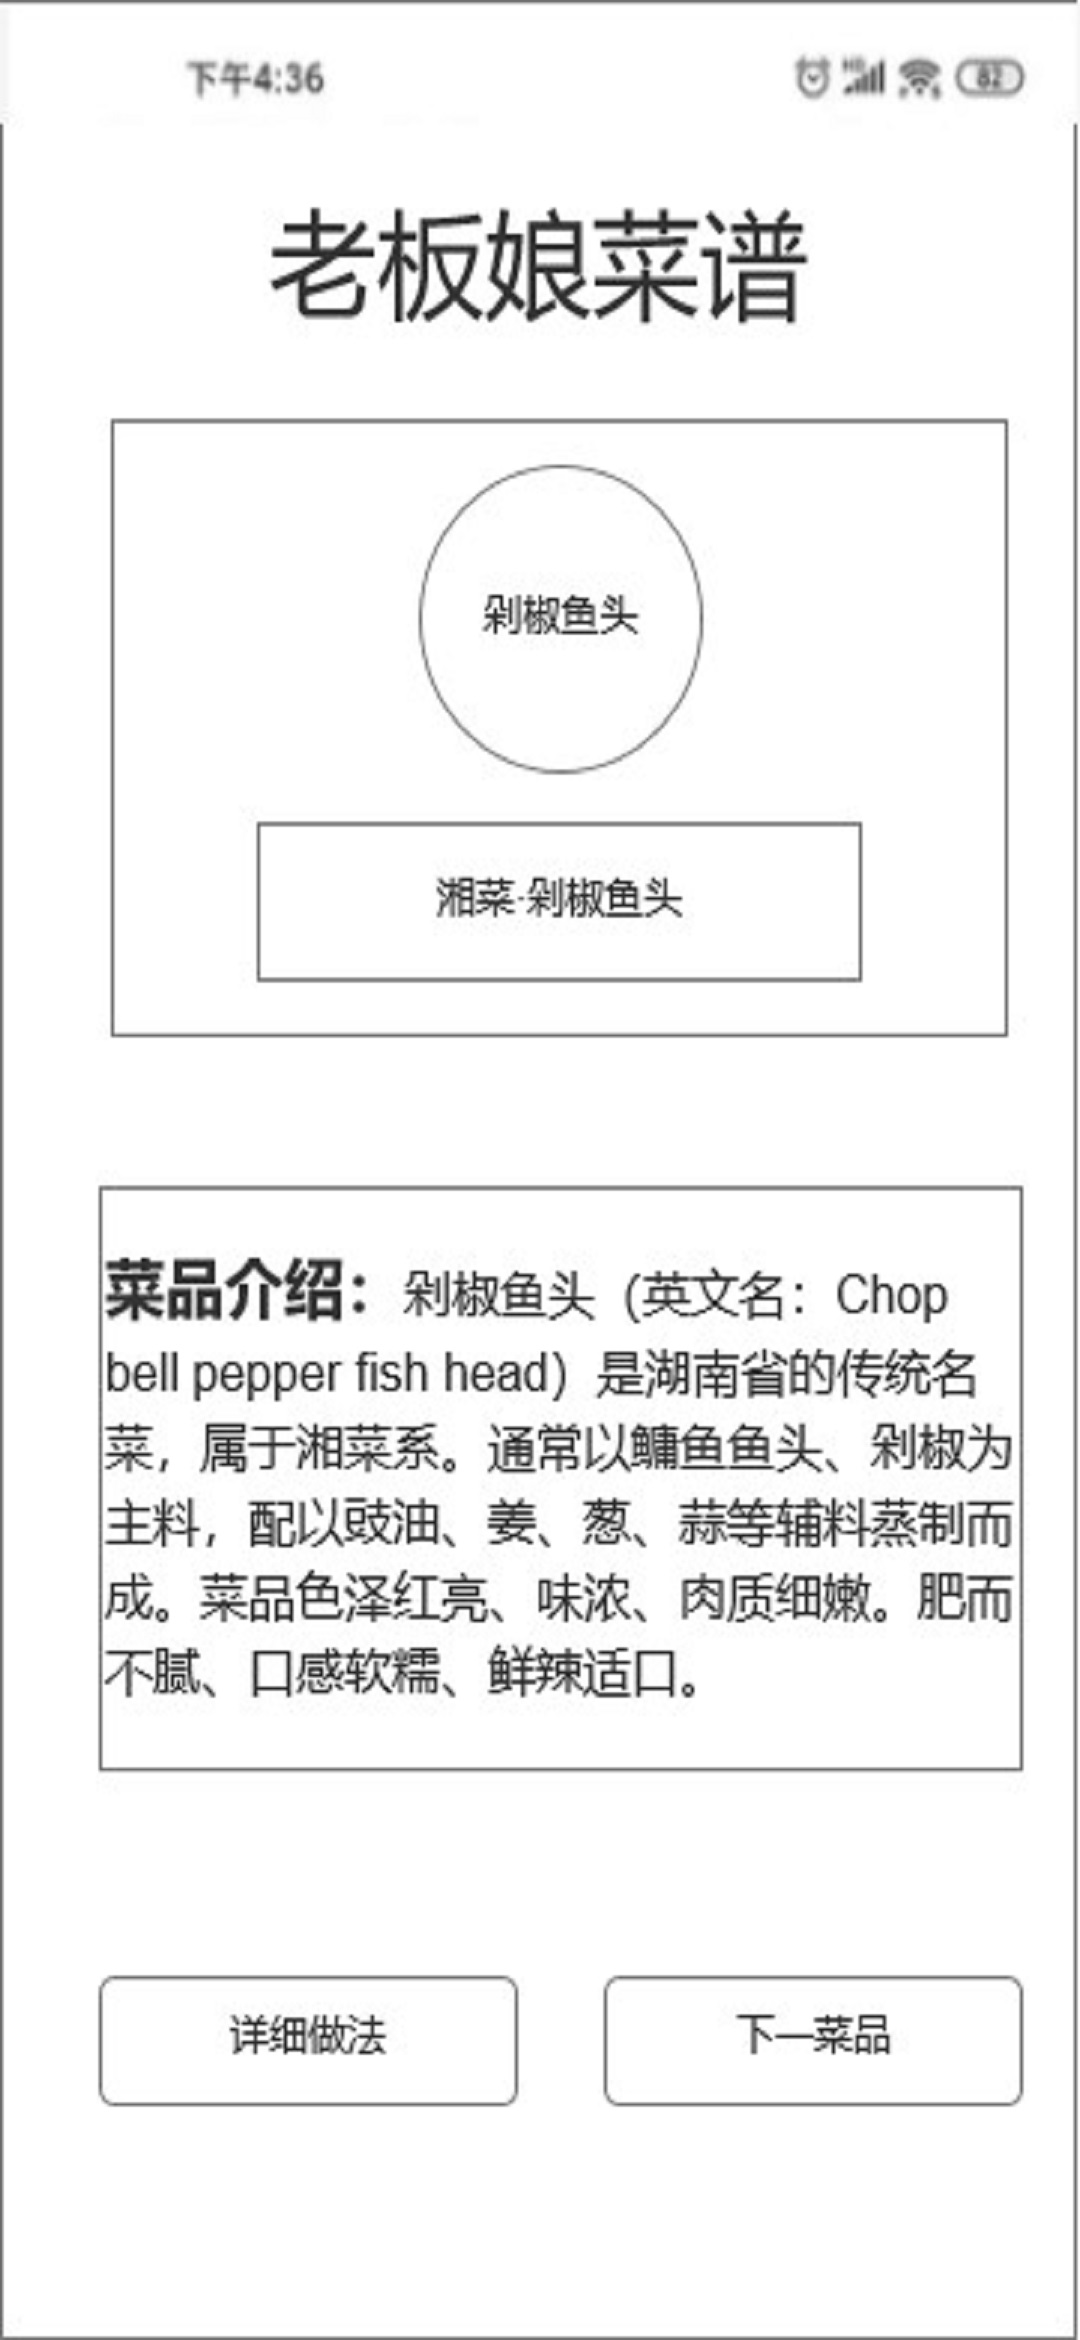 下午4:36
82
老板娘菜谱
剁椒鱼头
湘菜·剁椒鱼头
菜品介绍：剁椒鱼头（英文名：Chop
bell pepper fish head）是湖南省的传统名
菜，属于湘菜系。通常以鳙鱼鱼头、剁椒为
主料，配以豉油、姜、葱、蒜等辅料蒸制而
成。菜品色泽红亮、味浓、肉质细嫩。肥而
不腻、口感软糯、鲜辣适口。
详细做法
下一菜品